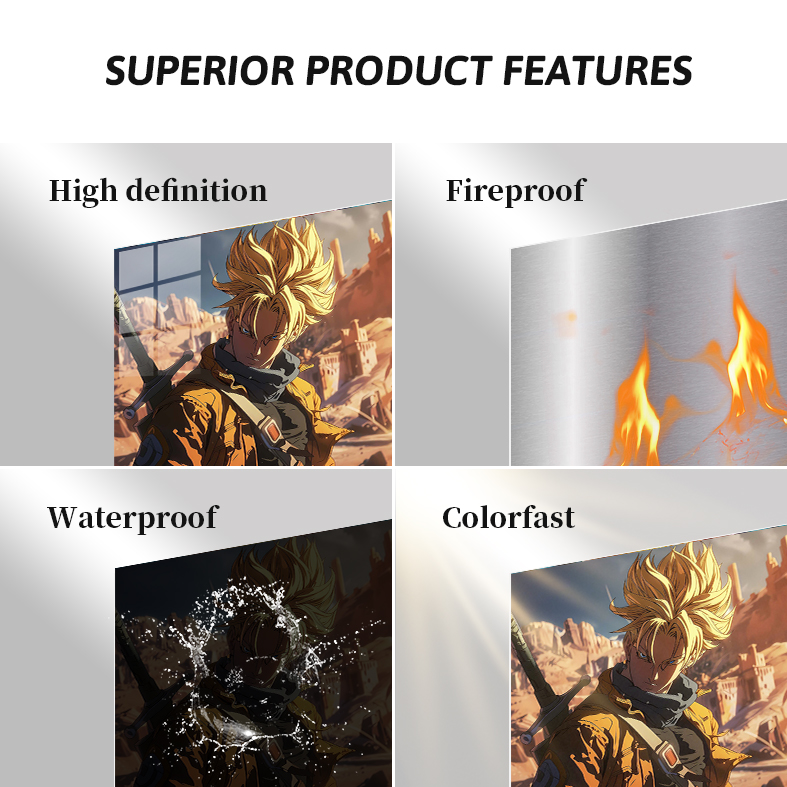 SUPERIOR PRODUCT FEATURES
High definition
Fireproof
Waterproof
Colorfast